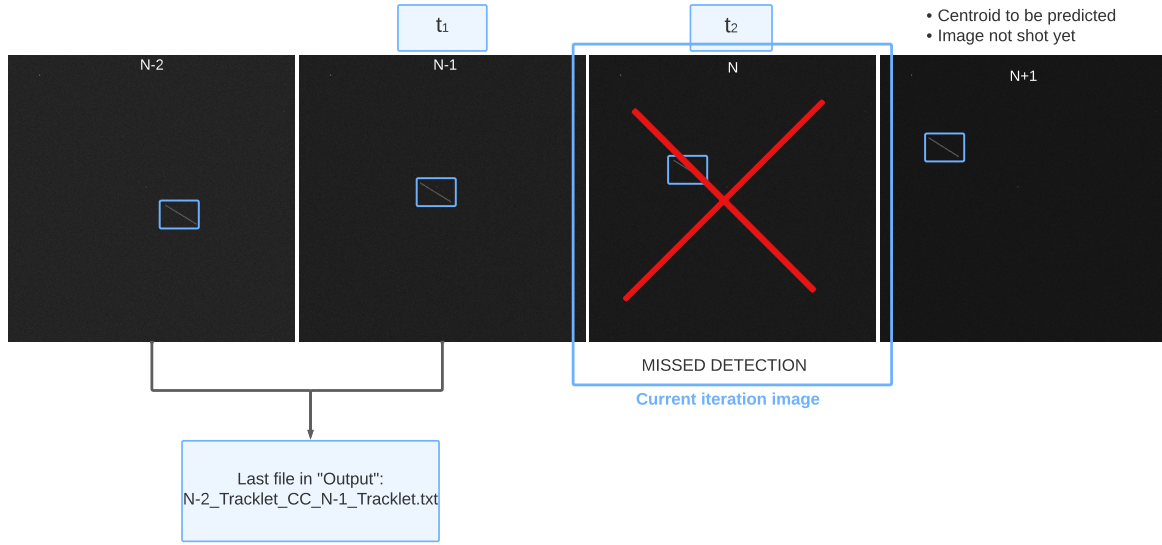 t1
t2
• Centroid to be predicted
• Image not shot yet
N-2
N-1
N
N+1
MISSED DETECTION
Current iteration image
Last file in "Output":
N-2_Tracklet_CC_N-1_Tracklet.txt